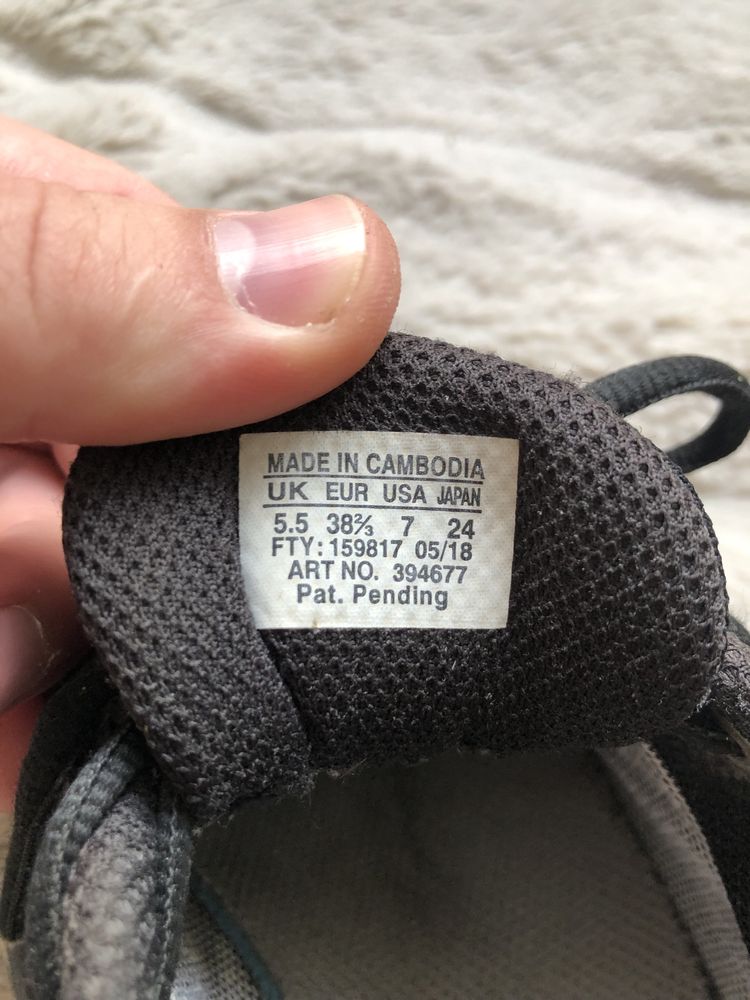 MADE IN CAMBODIA
UK EUR USA JAPAN
5.5 38⅔ 7 24
FTY: 159817 05/18
ART NO. 394677
Pat. Pending